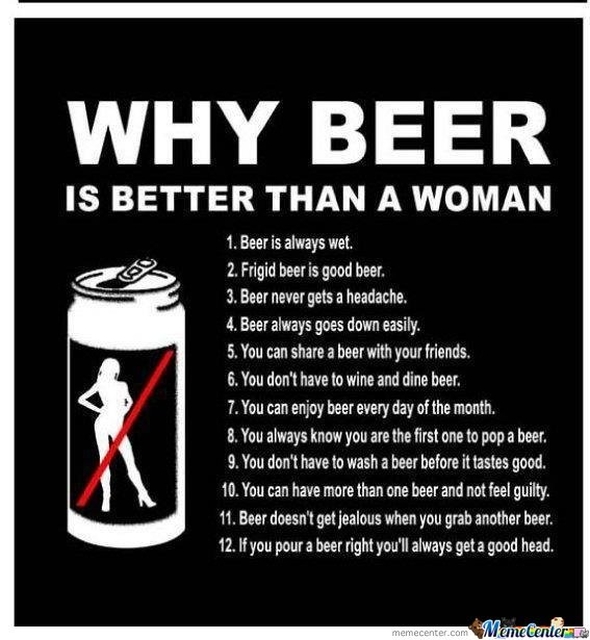 WHY BEER
IS BETTER THAN A WOMAN
1. Beer is always wet.
2. Frigid beer is good beer.
3. Beer never gets a headache.
4. Beer always goes down easily.
5. You can share a beer with your friends.
6. You don't have to wine and dine beer.
7. You can enjoy beer every day of the month.
8. You always know you are the first one to pop a beer.
9. You don't have to wash a beer before it tastes good.
10. You can have more than one beer and not feel guilty.
11. Beer doesn't get jealous when you grab another beer.
12. If you pour a beer right you'll always get a good head.
memecenter.com MemeCenter